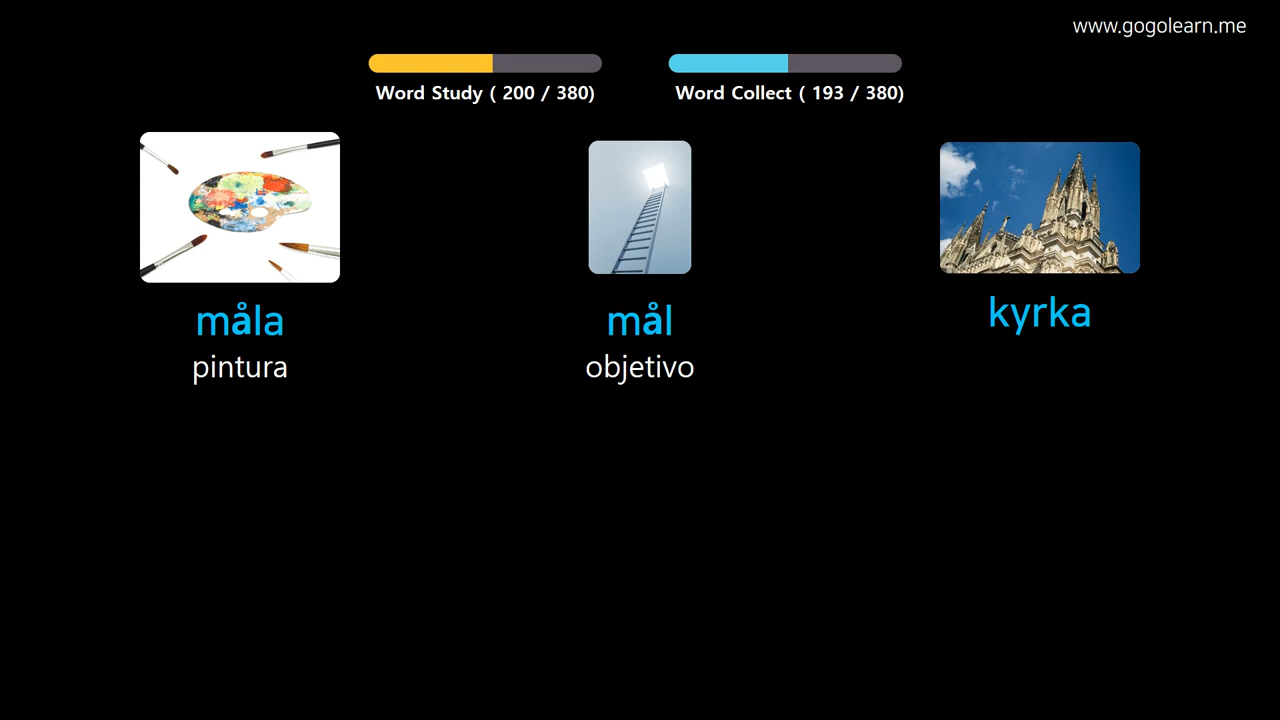 www.gogolearn.me
Word Study ( 200 / 380)
Word Collect ( 193 / 380)
måla
mål
kyrka
pintura
objetivo